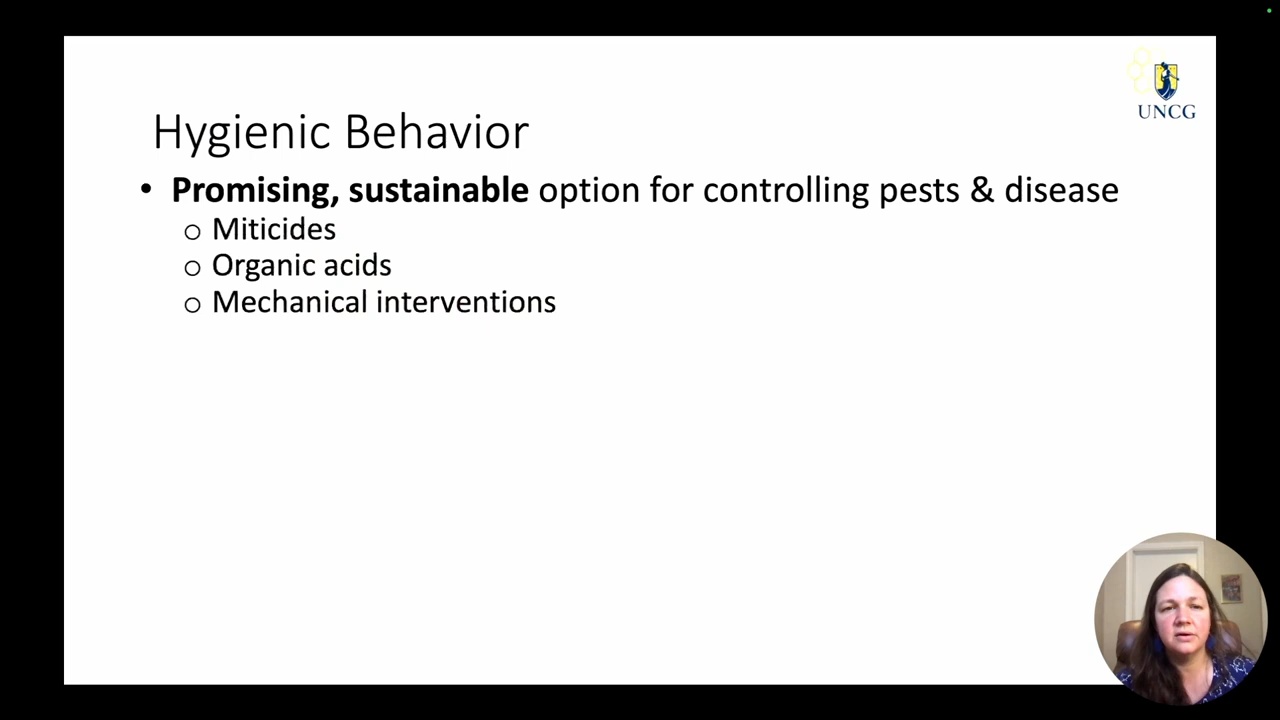 UNCG
Hygienic Behavior
• Promising, sustainable option for controlling pests & disease
o Miticides
o Organic acids
o Mechanical interventions